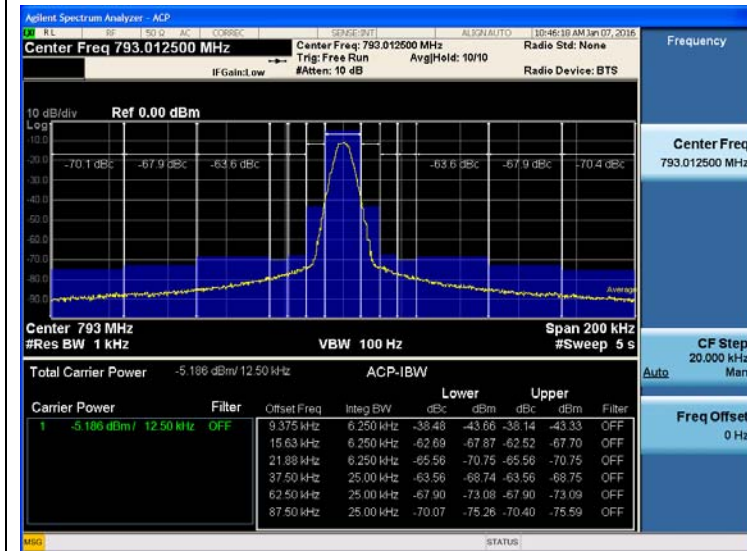 Agilent Spectrum Analyzer - ACP
RL RF 50 Ω AC CORREC SENSE:INT ALIGN AUTO 10:46:18 AM Jan 07, 2016
Center Freq 793.012500 MHz Center Freq: 793.012500 MHz Radio Std: None
Trig: Free Run Avg|Hold: 10/10
IFGain:Low #Atten: 10 dB Radio Device: BTS
Frequency
10 dB/div Ref 0.00 dBm
Log
-10.0
-20.0
-30.0
-40.0
-50.0
-60.0
-70.0
-80.0
-90.0
-70.1 dBc -67.9 dBc -63.6 dBc -63.6 dBc -67.9 dBc -70.4 dBc
Average
Center Freq
793.012500 MHz
Center 793 MHz Span 200 kHz
#Res BW 1 kHz VBW 100 Hz #Sweep 5 s
CF Step
20.000 kHz
Auto Man
Freq Offset
0 Hz
Total Carrier Power -5.186 dBm/ 12.50 kHz ACP-IBW
Lower Upper
Carrier Power Filter Offset Freq Integ BW dBc dBm dBc dBm Filter
1 -5.186 dBm / 12.50 kHz OFF 9.375 kHz 6.250 kHz -38.48 -43.66 -38.14 -43.33 OFF
15.63 kHz 6.250 kHz -62.69 -67.87 -62.52 -67.70 OFF
21.88 kHz 6.250 kHz -65.56 -70.75 -65.56 -70.75 OFF
37.50 kHz 25.00 kHz -63.56 -68.74 -63.56 -68.75 OFF
62.50 kHz 25.00 kHz -67.90 -73.08 -67.90 -73.09 OFF
87.50 kHz 25.00 kHz -70.07 -75.26 -70.40 -75.59 OFF
MSG STATUS